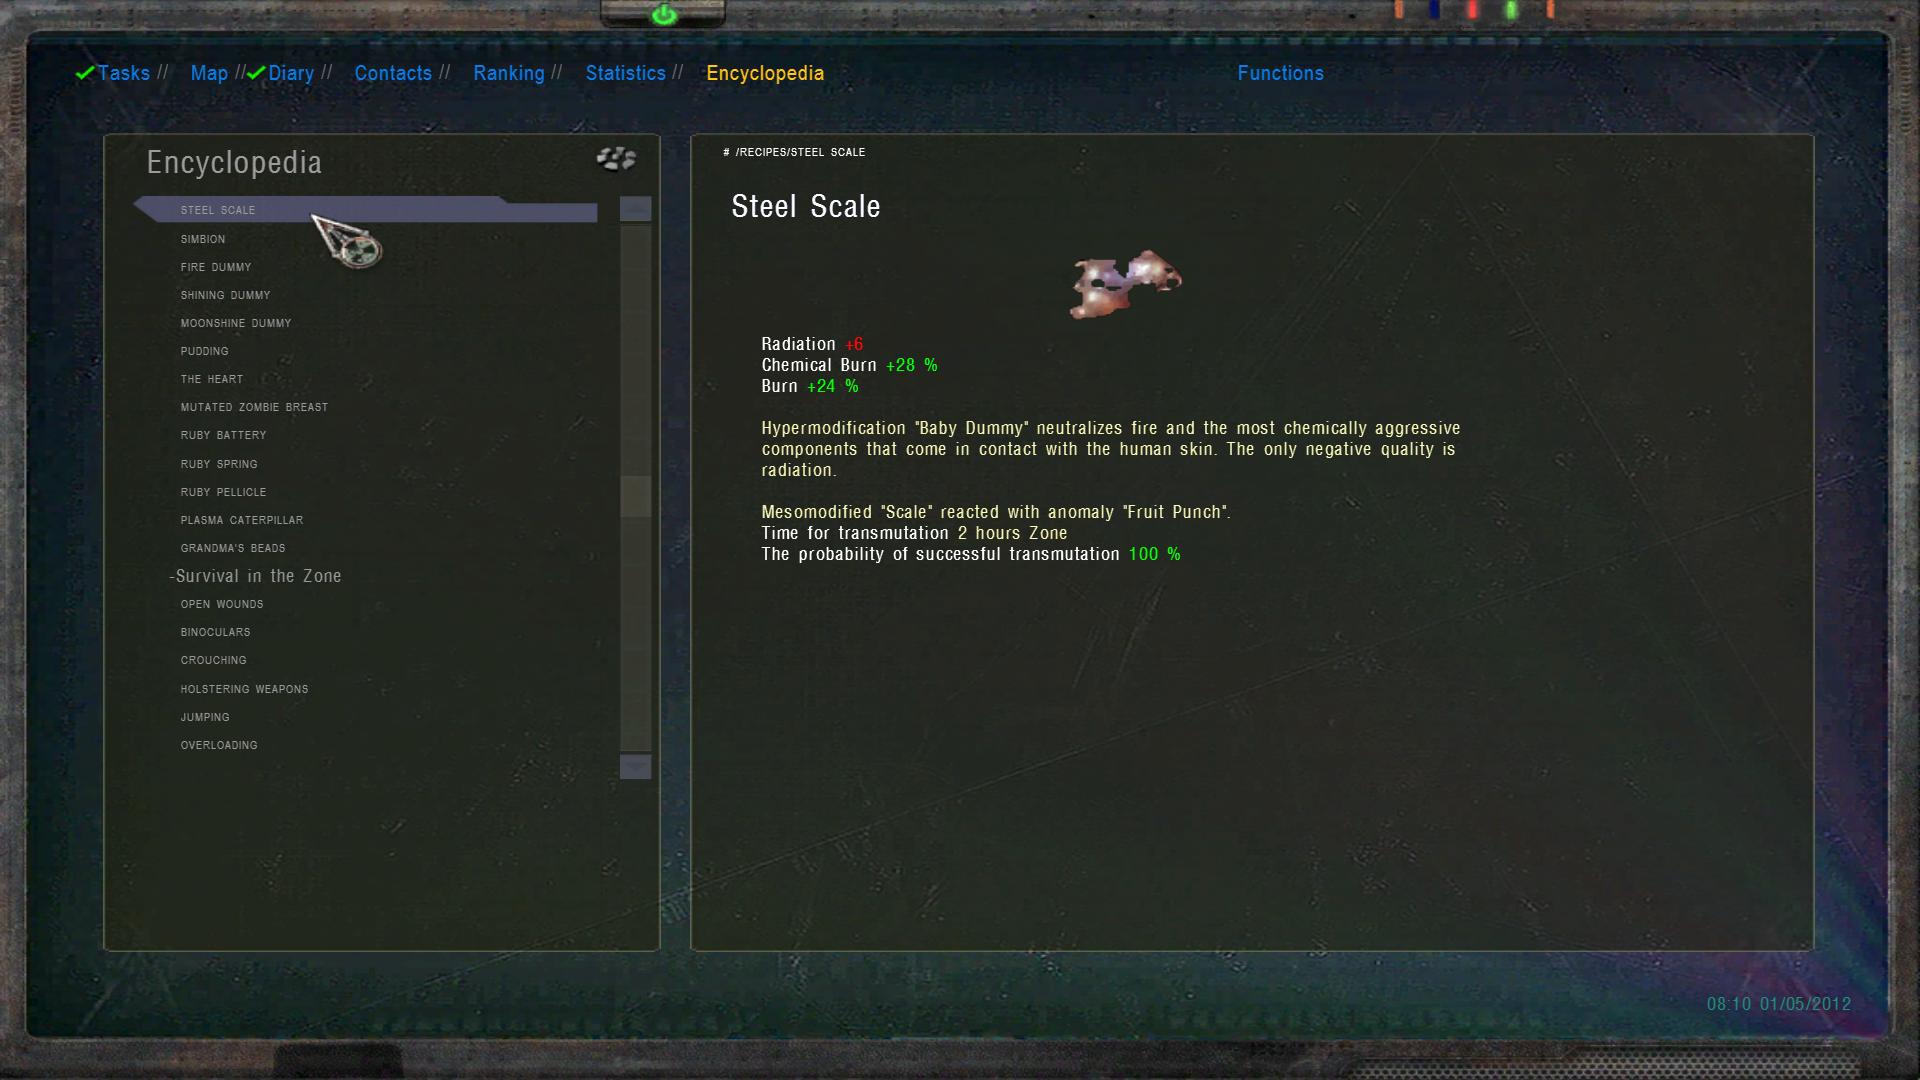 Tasks // Map // Diary // Contacts // Ranking // Statistics // Encyclopedia Functions
Encyclopedia
STEEL SCALE
SIMBION
FIRE DUMMY
SHINING DUMMY
MOONSHINE DUMMY
PUDDING
THE HEART
MUTATED ZOMBIE BREAST
RUBY BATTERY
RUBY SPRING
RUBY PELLICLE
PLASMA CATERPILLAR
GRANDMA'S BEADS
-Survival in the Zone
OPEN WOUNDS
BINOCULARS
CROUCHING
HOLSTERING WEAPONS
JUMPING
OVERLOADING
# /RECIPES/STEEL SCALE
Steel Scale
Radiation +6
Chemical Burn +28 %
Burn +24 %
Hypermodification "Baby Dummy" neutralizes fire and the most chemically aggressive
components that come in contact with the human skin. The only negative quality is
radiation.
Mesomodified "Scale" reacted with anomaly "Fruit Punch".
Time for transmutation 2 hours Zone
The probability of successful transmutation 100 %
08:10 01/05/2012